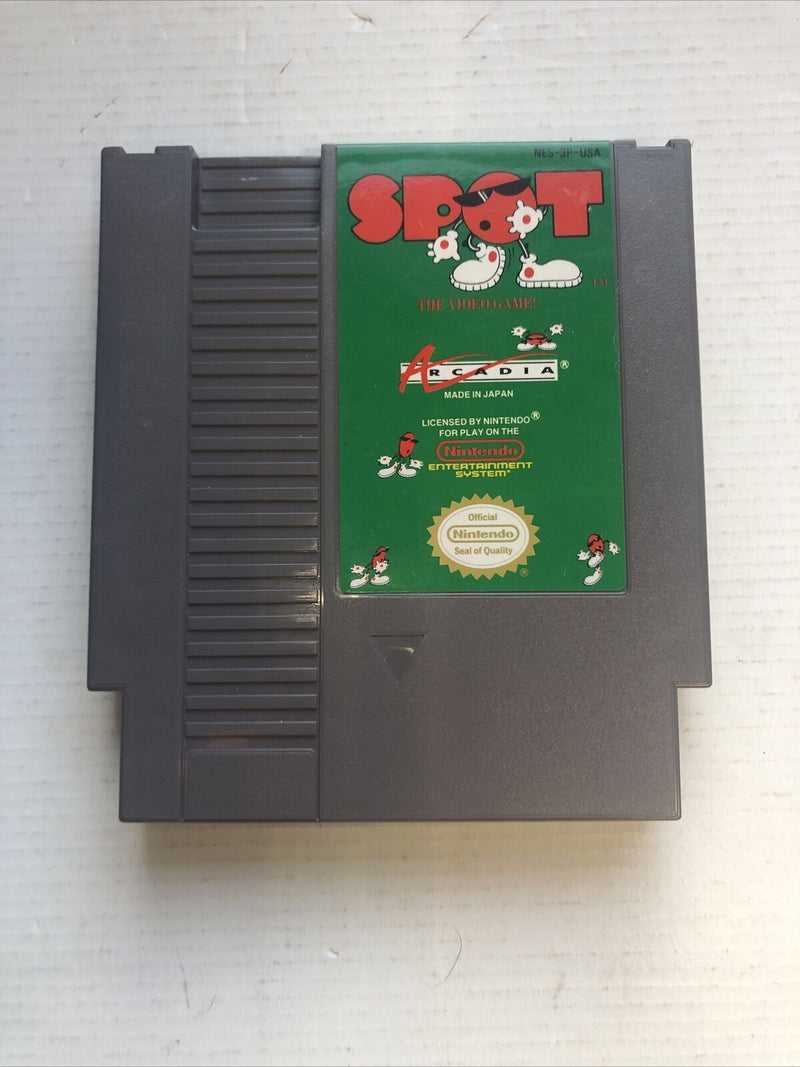 NES-3P-USA
SPOT
TM
THE VIDEO GAME!
ARCADIA®
MADE IN JAPAN
LICENSED BY NINTENDO®
FOR PLAY ON THE
Nintendo
ENTERTAINMENT
SYSTEM®
Official
Nintendo
Seal of Quality
®